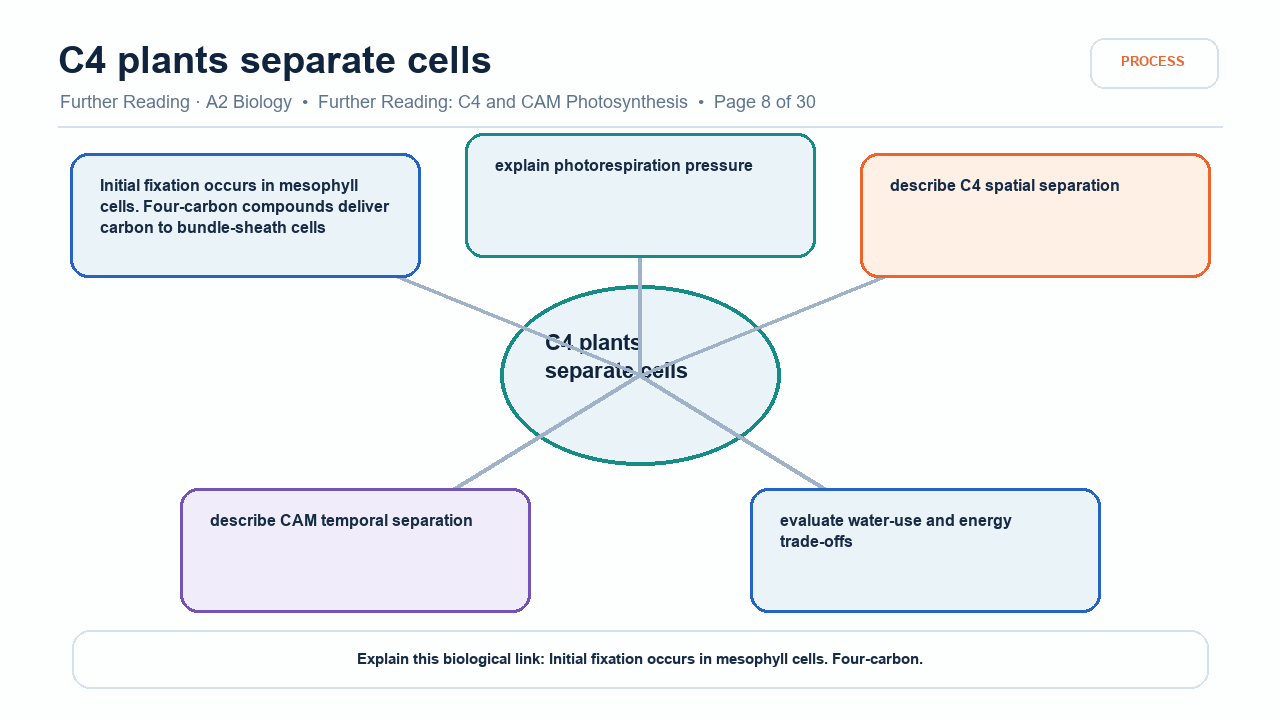 C4 plants separate cells
PROCESS
Further Reading · A2 Biology • Further Reading: C4 and CAM Photosynthesis • Page 8 of 30
Initial fixation occurs in mesophyll
cells. Four-carbon compounds deliver
carbon to bundle-sheath cells
explain photorespiration pressure
describe C4 spatial separation
C4 plants
separate cells
describe CAM temporal separation
evaluate water-use and energy
trade-offs
Explain this biological link: Initial fixation occurs in mesophyll cells. Four-carbon.